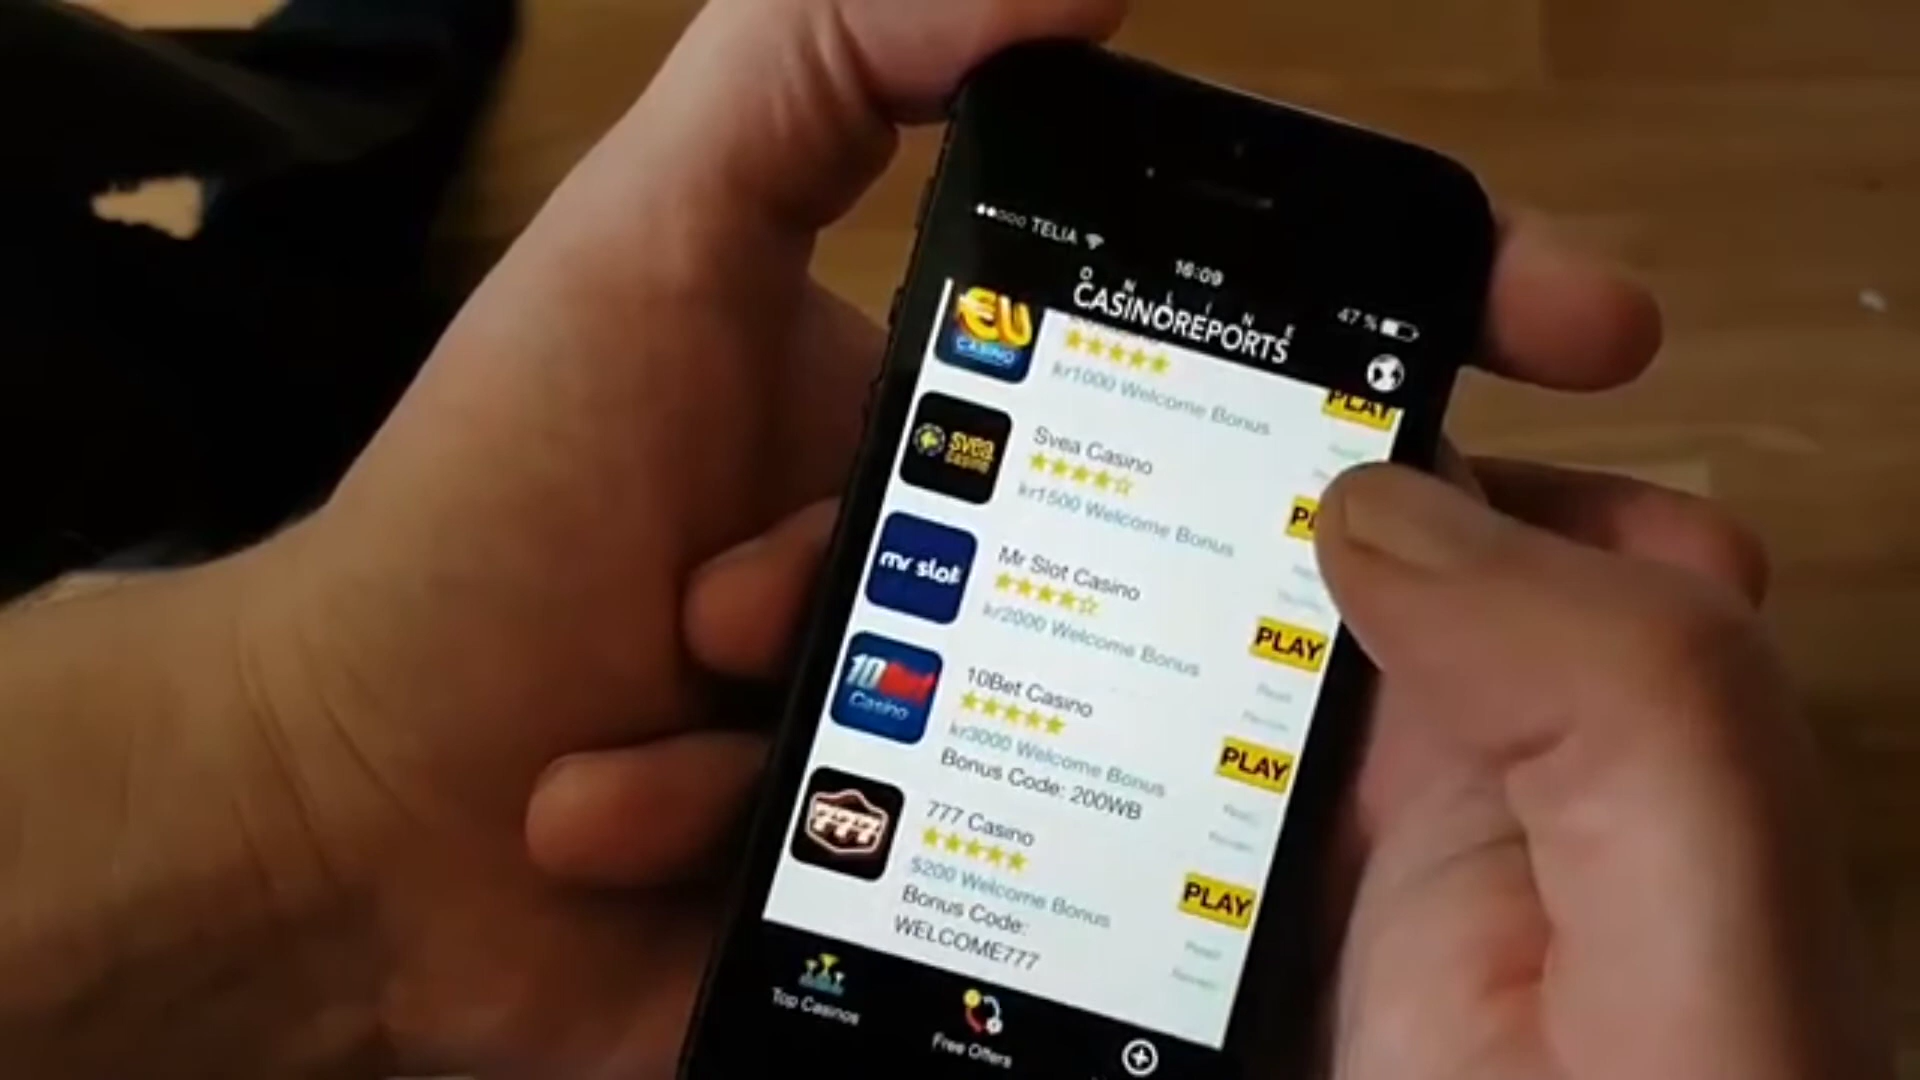 TELIA
16:09
47 %
ONLINE
CASINOREPORTS
EU
CASINO
kr1000 Welcome Bonus
PLAY
svea
casino
Svea Casino
kr1500 Welcome Bonus
mr slot
Mr Slot Casino
kr2000 Welcome Bonus
PLAY
10Bet
Casino
10Bet Casino
kr3000 Welcome Bonus
Bonus Code: 200WB
PLAY
777
777 Casino
$200 Welcome Bonus
Bonus Code:
WELCOME777
PLAY
Read
Review
Top Casinos
Free Offers